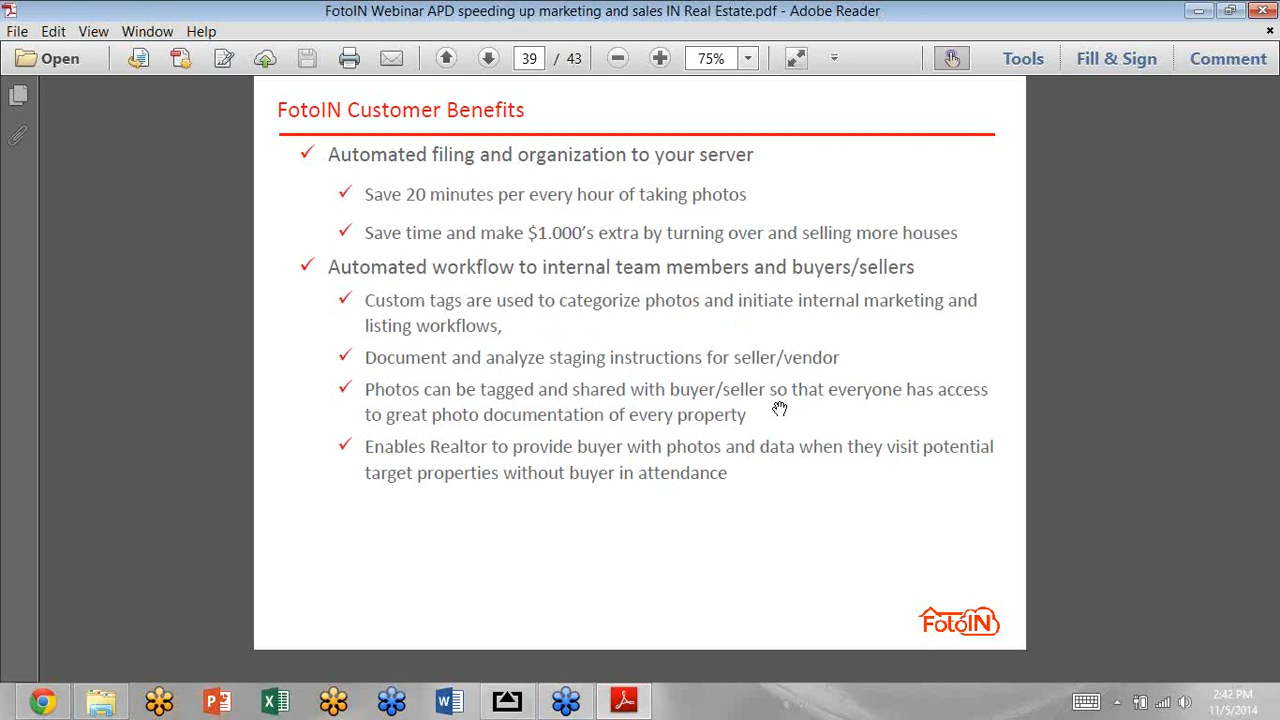 FotoIN Webinar APD speeding up marketing and sales IN Real Estate.pdf - Adobe Reader
File Edit View Window Help
Open 39 / 43 75% Tools Fill & Sign Comment
FotoIN Customer Benefits
Automated filing and organization to your server
Save 20 minutes per every hour of taking photos
Save time and make $1.000’s extra by turning over and selling more houses
Automated workflow to internal team members and buyers/sellers
Custom tags are used to categorize photos and initiate internal marketing and
listing workflows,
Document and analyze staging instructions for seller/vendor
Photos can be tagged and shared with buyer/seller so that everyone has access
to great photo documentation of every property
Enables Realtor to provide buyer with photos and data when they visit potential
target properties without buyer in attendance
FotoIN
2:42 PM
11/5/2014